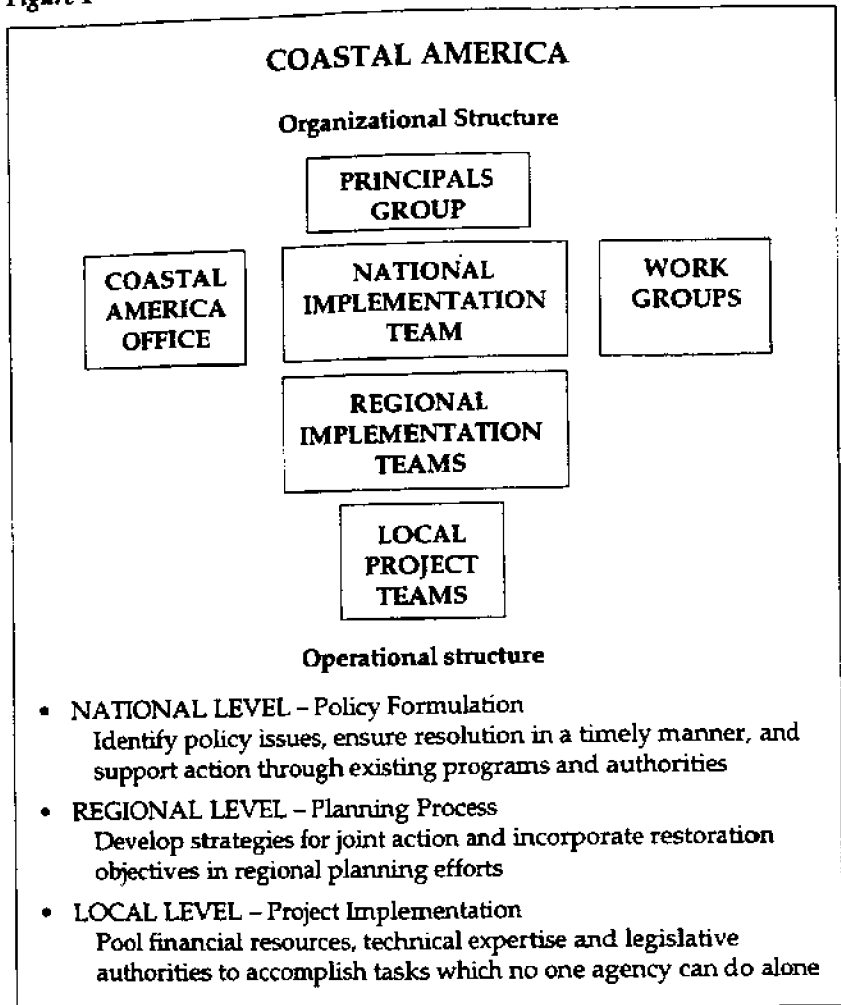 Figure 1
COASTAL AMERICA
Organizational Structure
PRINCIPALS
GROUP
COASTAL
AMERICA
OFFICE
NATIONAL
IMPLEMENTATION
TEAM
WORK
GROUPS
REGIONAL
IMPLEMENTATION
TEAMS
LOCAL
PROJECT
TEAMS
Operational structure
• NATIONAL LEVEL – Policy Formulation
Identify policy issues, ensure resolution in a timely manner, and
support action through existing programs and authorities
• REGIONAL LEVEL – Planning Process
Develop strategies for joint action and incorporate restoration
objectives in regional planning efforts
• LOCAL LEVEL – Project Implementation
Pool financial resources, technical expertise and legislative
authorities to accomplish tasks which no one agency can do alone